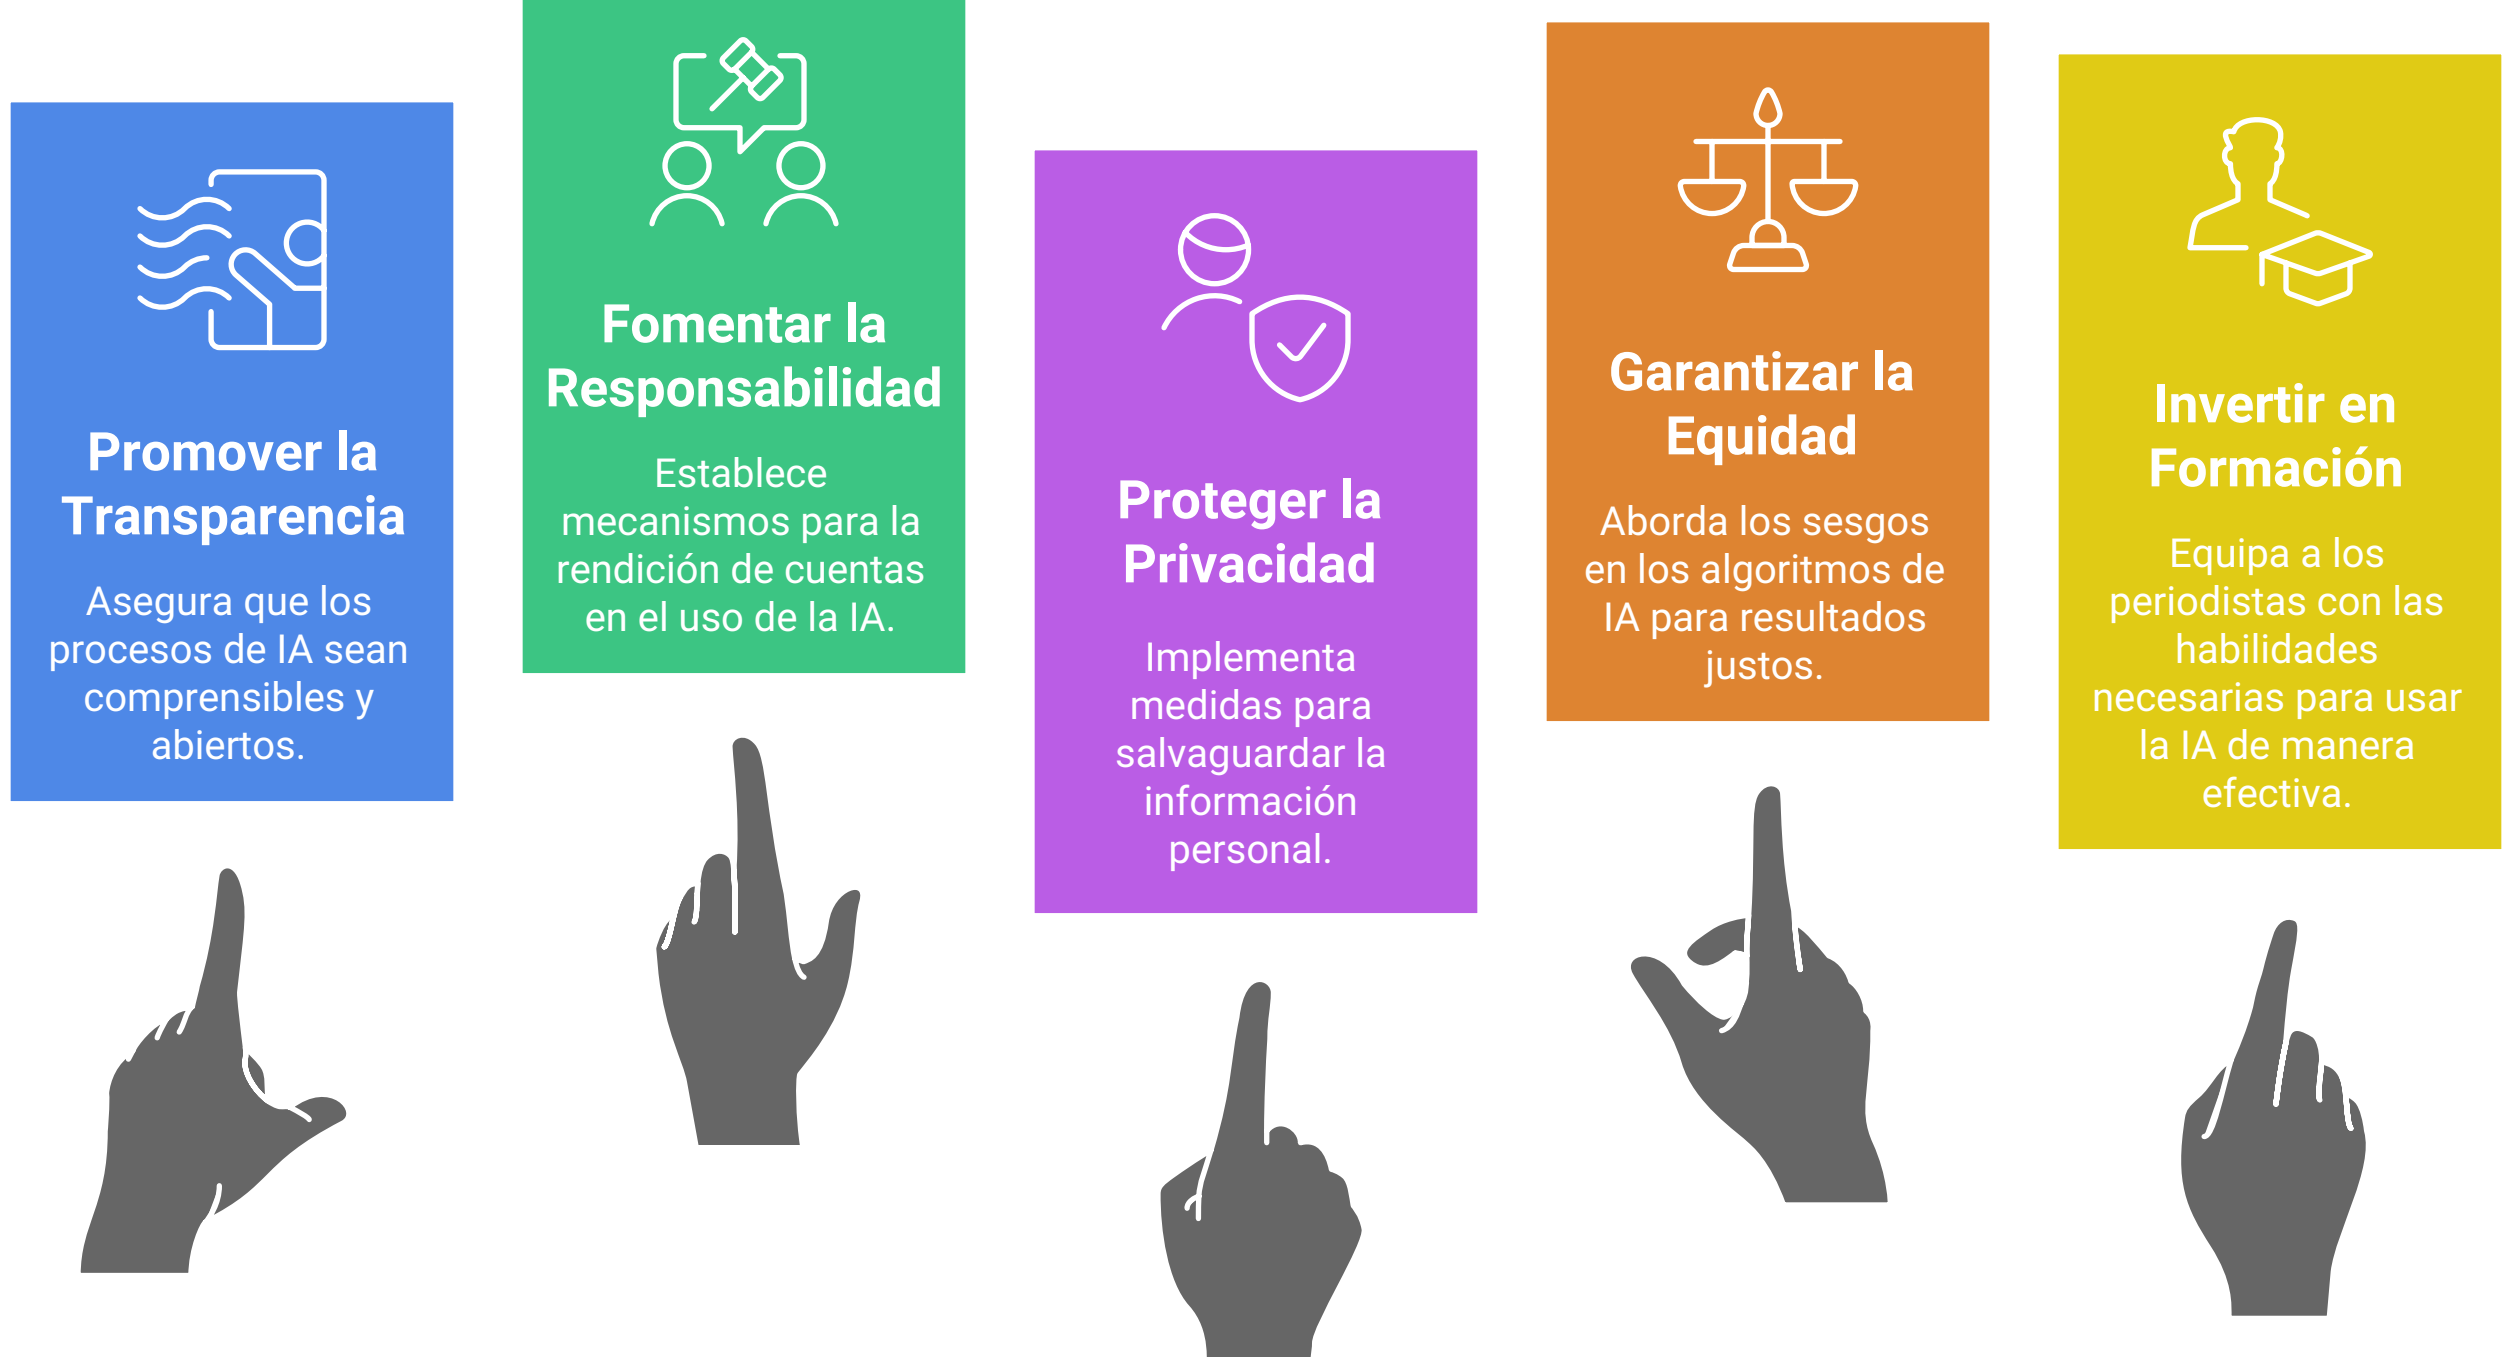 Promover la
Transparencia
Asegura que los
procesos de IA sean
comprensibles y
abiertos.
Fomentar la
Responsabilidad
Establece
mecanismos para la
rendición de cuentas
en el uso de la IA.
Proteger la
Privacidad
Implementa
medidas para
salvaguardar la
información
personal.
Garantizar la
Equidad
Aborda los sesgos
en los algoritmos de
IA para resultados
justos.
Invertir en
Formación
Equipa a los
periodistas con las
habilidades
necesarias para usar
la IA de manera
efectiva.